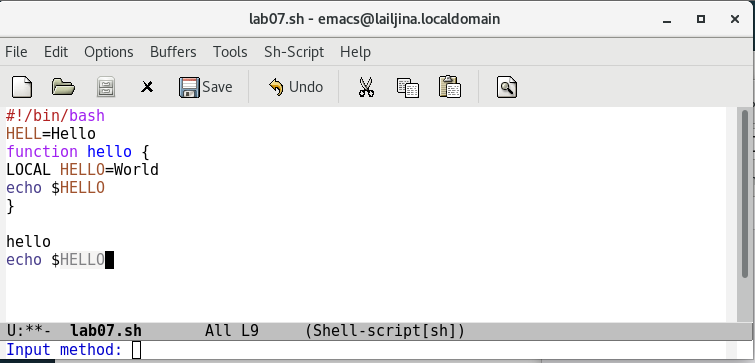 lab07.sh - emacs@lailjina.localdomain
File Edit Options Buffers Tools Sh-Script Help
Save Undo
#!/bin/bash
HELL=Hello
function hello {
LOCAL HELLO=World
echo $HELLO
}
hello
echo $HELLO
U:**- lab07.sh All L9 (Shell-script[sh])
Input method: